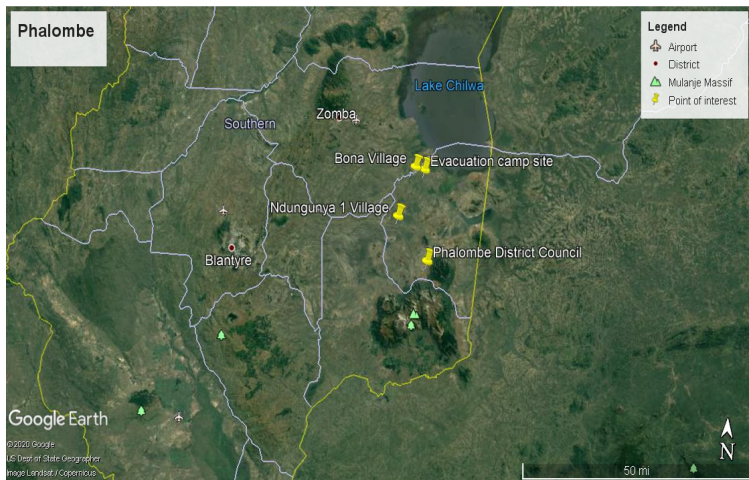 Phalombe
Legend
Airport
District
Mulanje Massif
Point of interest
Lake Chilwa
Zomba
Southern
Bona Village
Evacuation camp site
Ndungunya 1 Village
Phalombe District Council
Blantyre
Google Earth
©2020 Google
US Dept of State Geographer
Image Landsat / Copernicus
N
50 mi